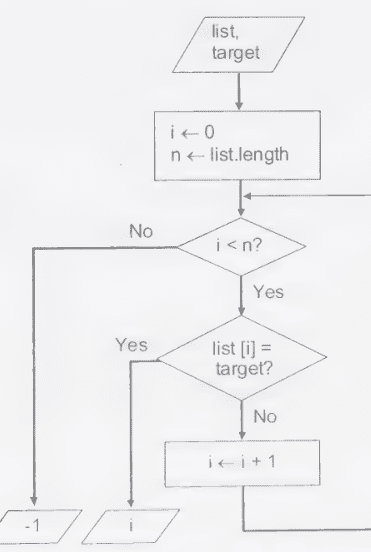 list,
target
i ← 0
n ← list.length
No
i < n?
Yes
Yes
list [i] =
target?
No
i ← i + 1
-1
i